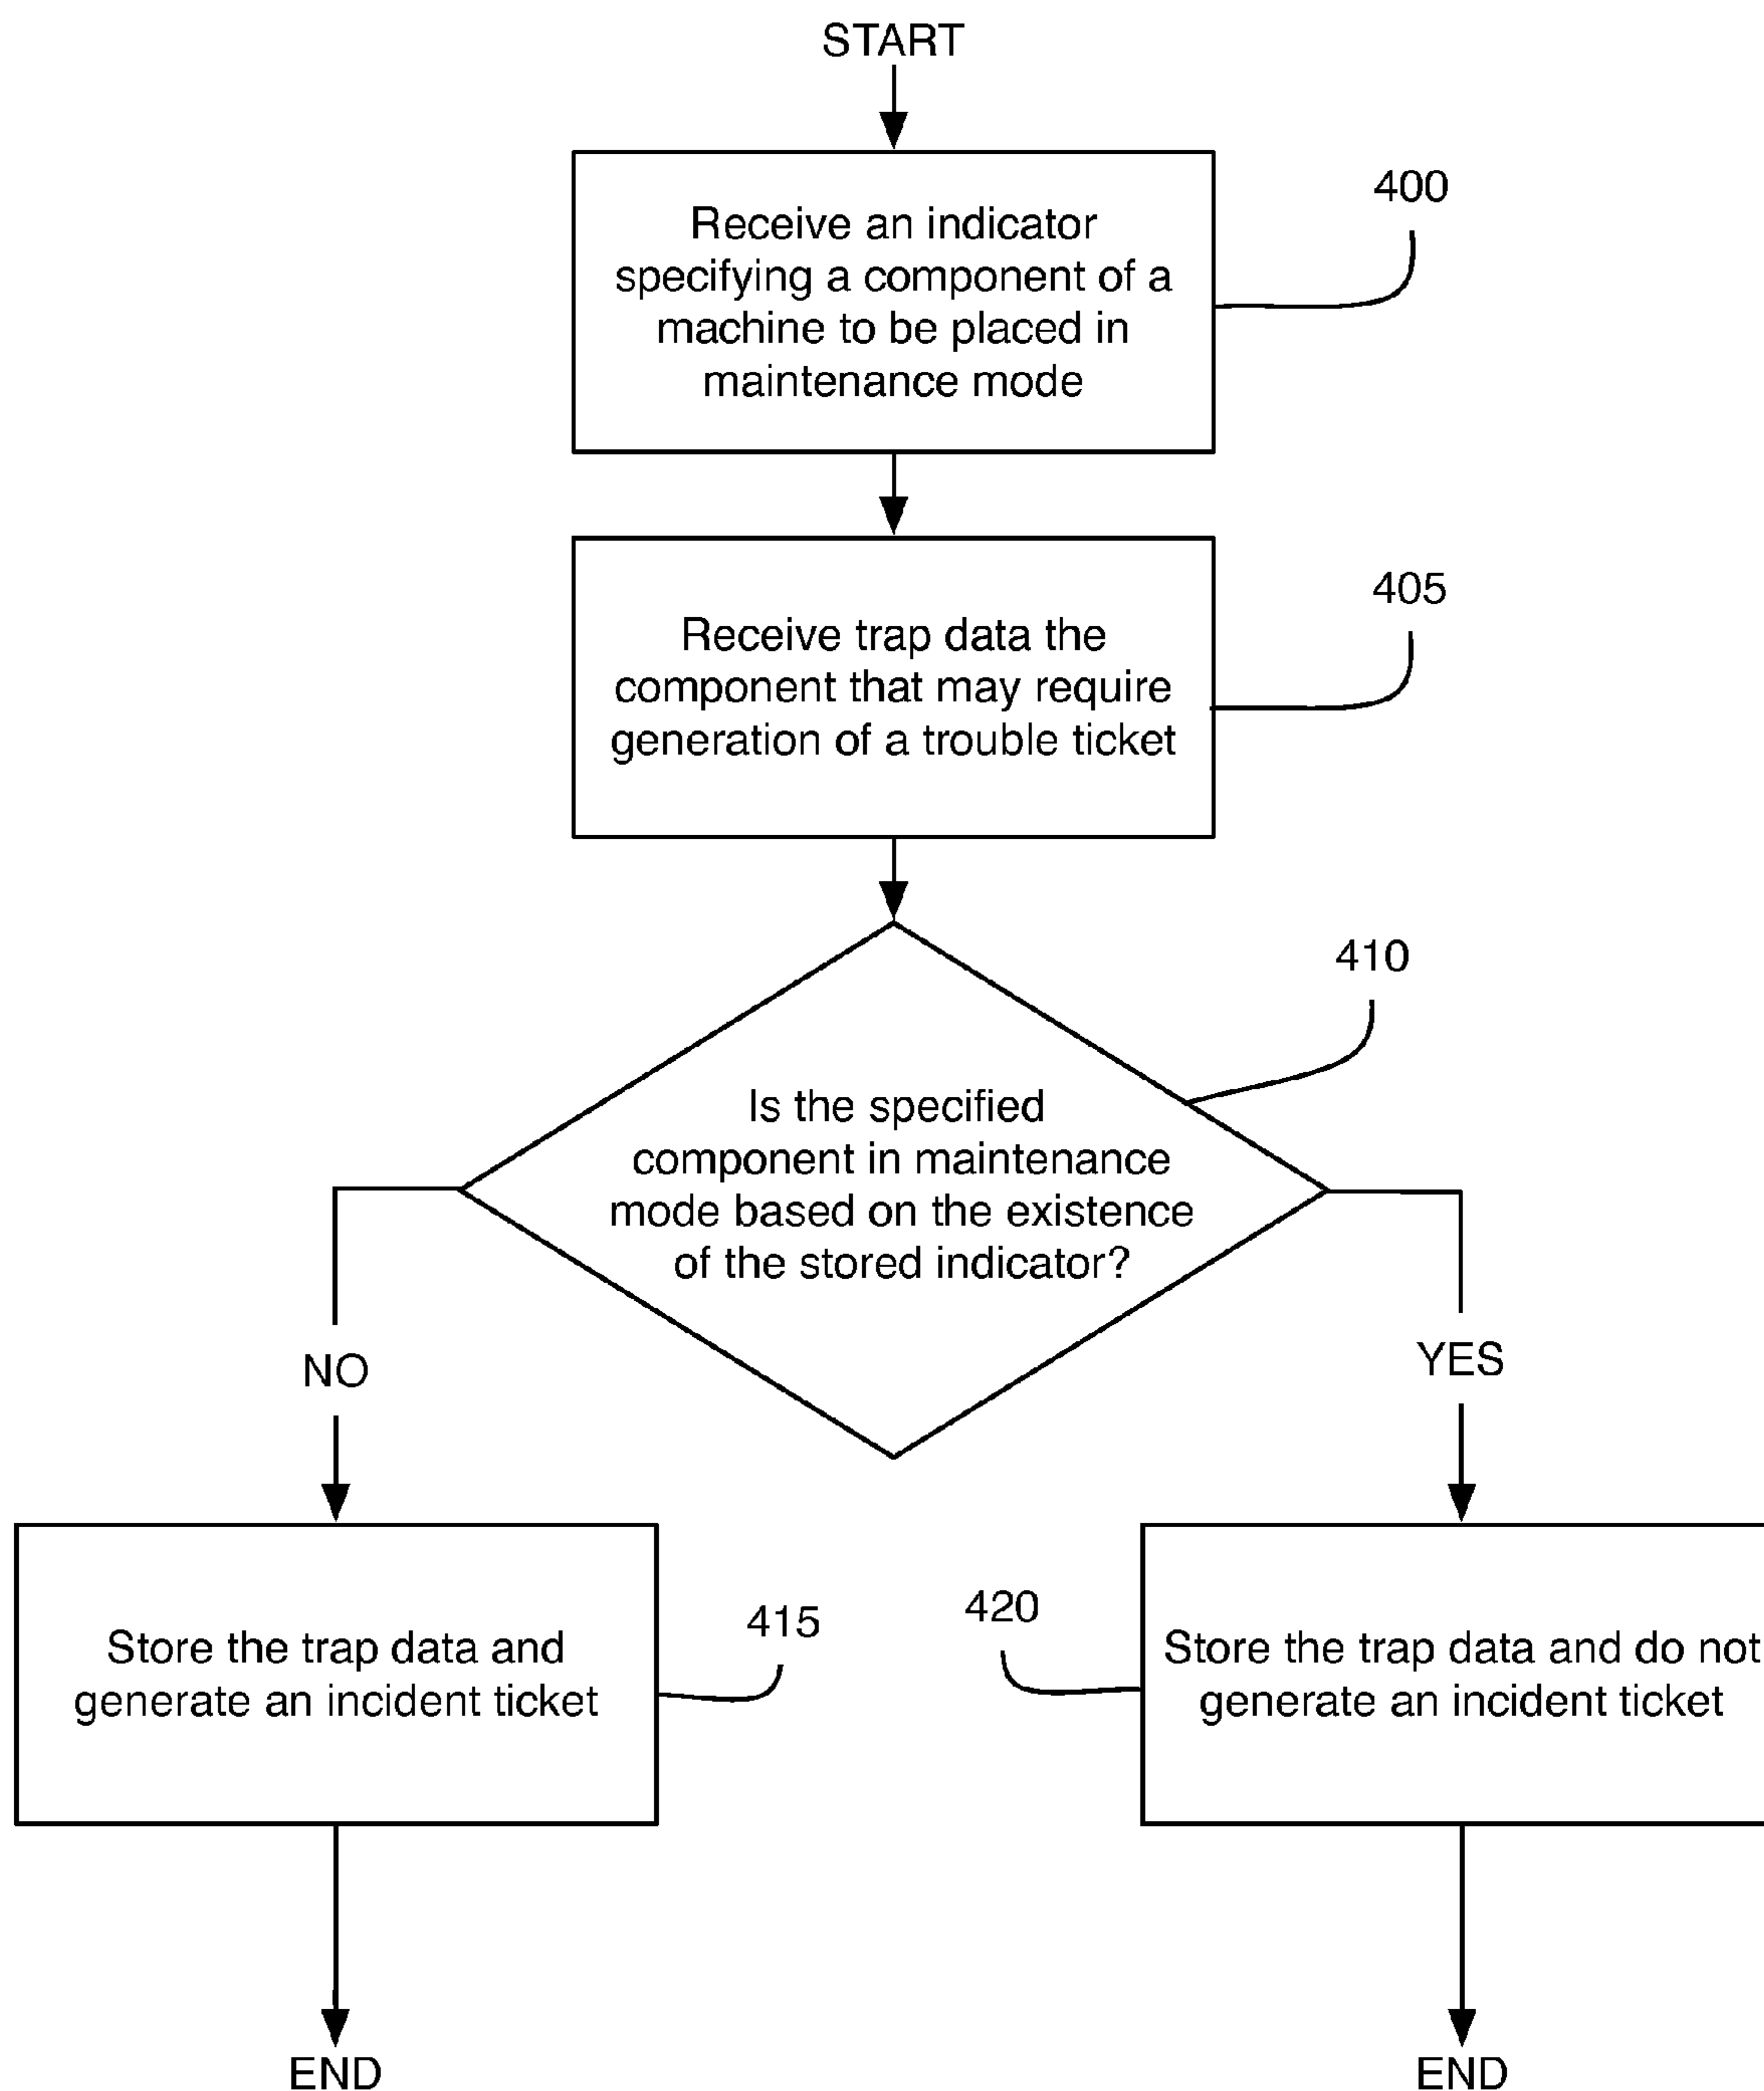 START
400
Receive an indicator
specifying a component of a
machine to be placed in
maintenance mode
405
Receive trap data the
component that may require
generation of a trouble ticket
410
Is the specified
component in maintenance
mode based on the existence
of the stored indicator?
NO
YES
Store the trap data and
generate an incident ticket
415
420
Store the trap data and do not
generate an incident ticket
END
END